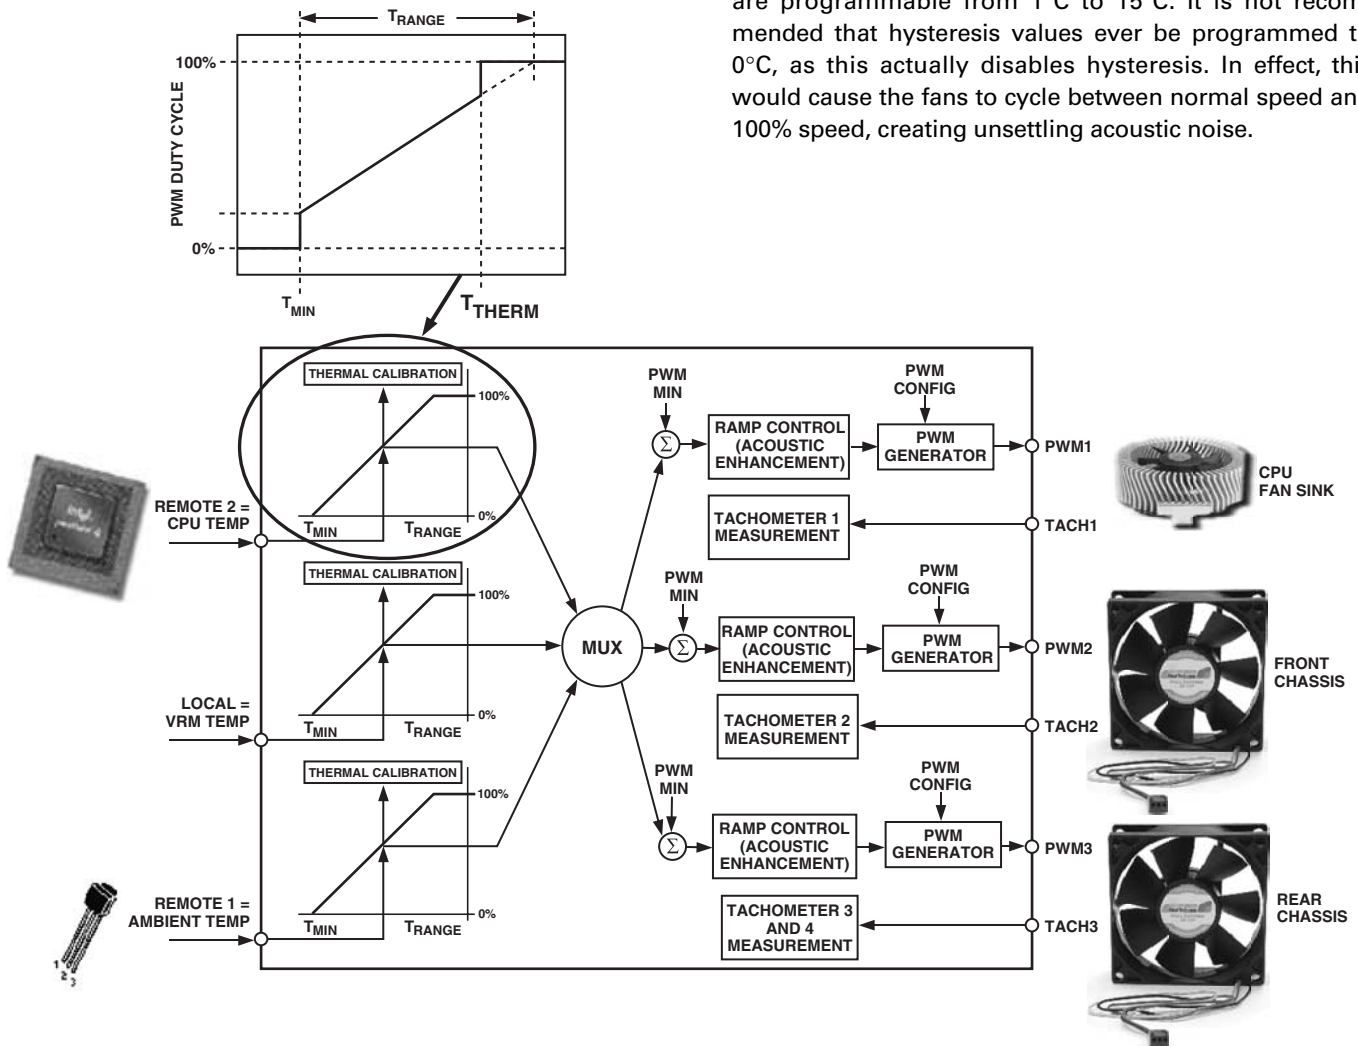 are programmable from 1°C to 15°C. It is not recom
mended that hysteresis values ever be programmed t
0°C, as this actually disables hysteresis. In effect, thi
would cause the fans to cycle between normal speed an
100% speed, creating unsettling acoustic noise.
TRANGE
100%
PWM DUTY CYCLE
0%
TMIN
TTHERM
THERMAL CALIBRATION
100%
REMOTE 2 =
CPU TEMP
TMIN
TRANGE
0%
THERMAL CALIBRATION
100%
LOCAL =
VRM TEMP
TMIN
TRANGE
0%
THERMAL CALIBRATION
100%
REMOTE 1 =
AMBIENT TEMP
TMIN
TRANGE
0%
1
2
3
MUX
PWM
MIN
Σ
RAMP CONTROL
(ACOUSTIC
ENHANCEMENT)
PWM
CONFIG
PWM
GENERATOR
PWM1
CPU
FAN SINK
TACHOMETER 1
MEASUREMENT
TACH1
PWM
MIN
Σ
RAMP CONTROL
(ACOUSTIC
ENHANCEMENT)
PWM
CONFIG
PWM
GENERATOR
PWM2
FRONT
CHASSIS
TACHOMETER 2
MEASUREMENT
TACH2
PWM
MIN
Σ
RAMP CONTROL
(ACOUSTIC
ENHANCEMENT)
PWM
CONFIG
PWM
GENERATOR
PWM3
REAR
CHASSIS
TACHOMETER 3
AND 4
MEASUREMENT
TACH3
intel
pentium 4